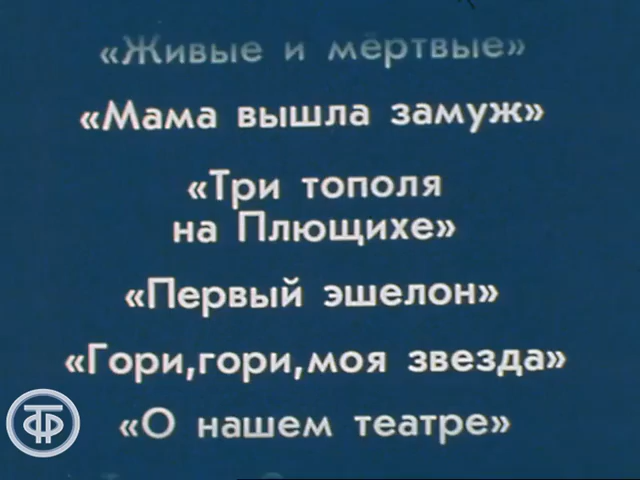 «Живые и мёртвые»
«Мама вышла замуж»
«Три тополя
на Плющихе»
«Первый эшелон»
«Гори,гори,моя звезда»
«О нашем театре»